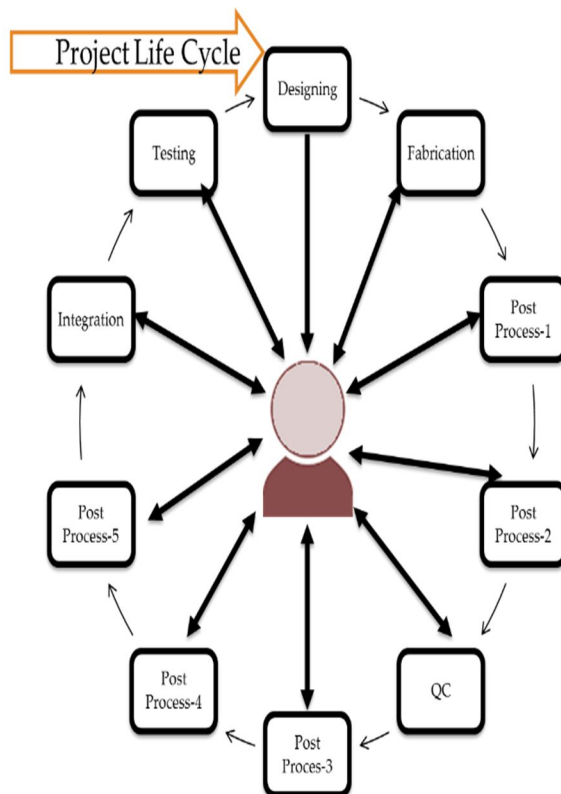 Project Life Cycle
Designing
Fabrication
Post
Process-1
Post
Process-2
QC
Post
Proces-3
Post
Process-4
Post
Process-5
Integration
Testing